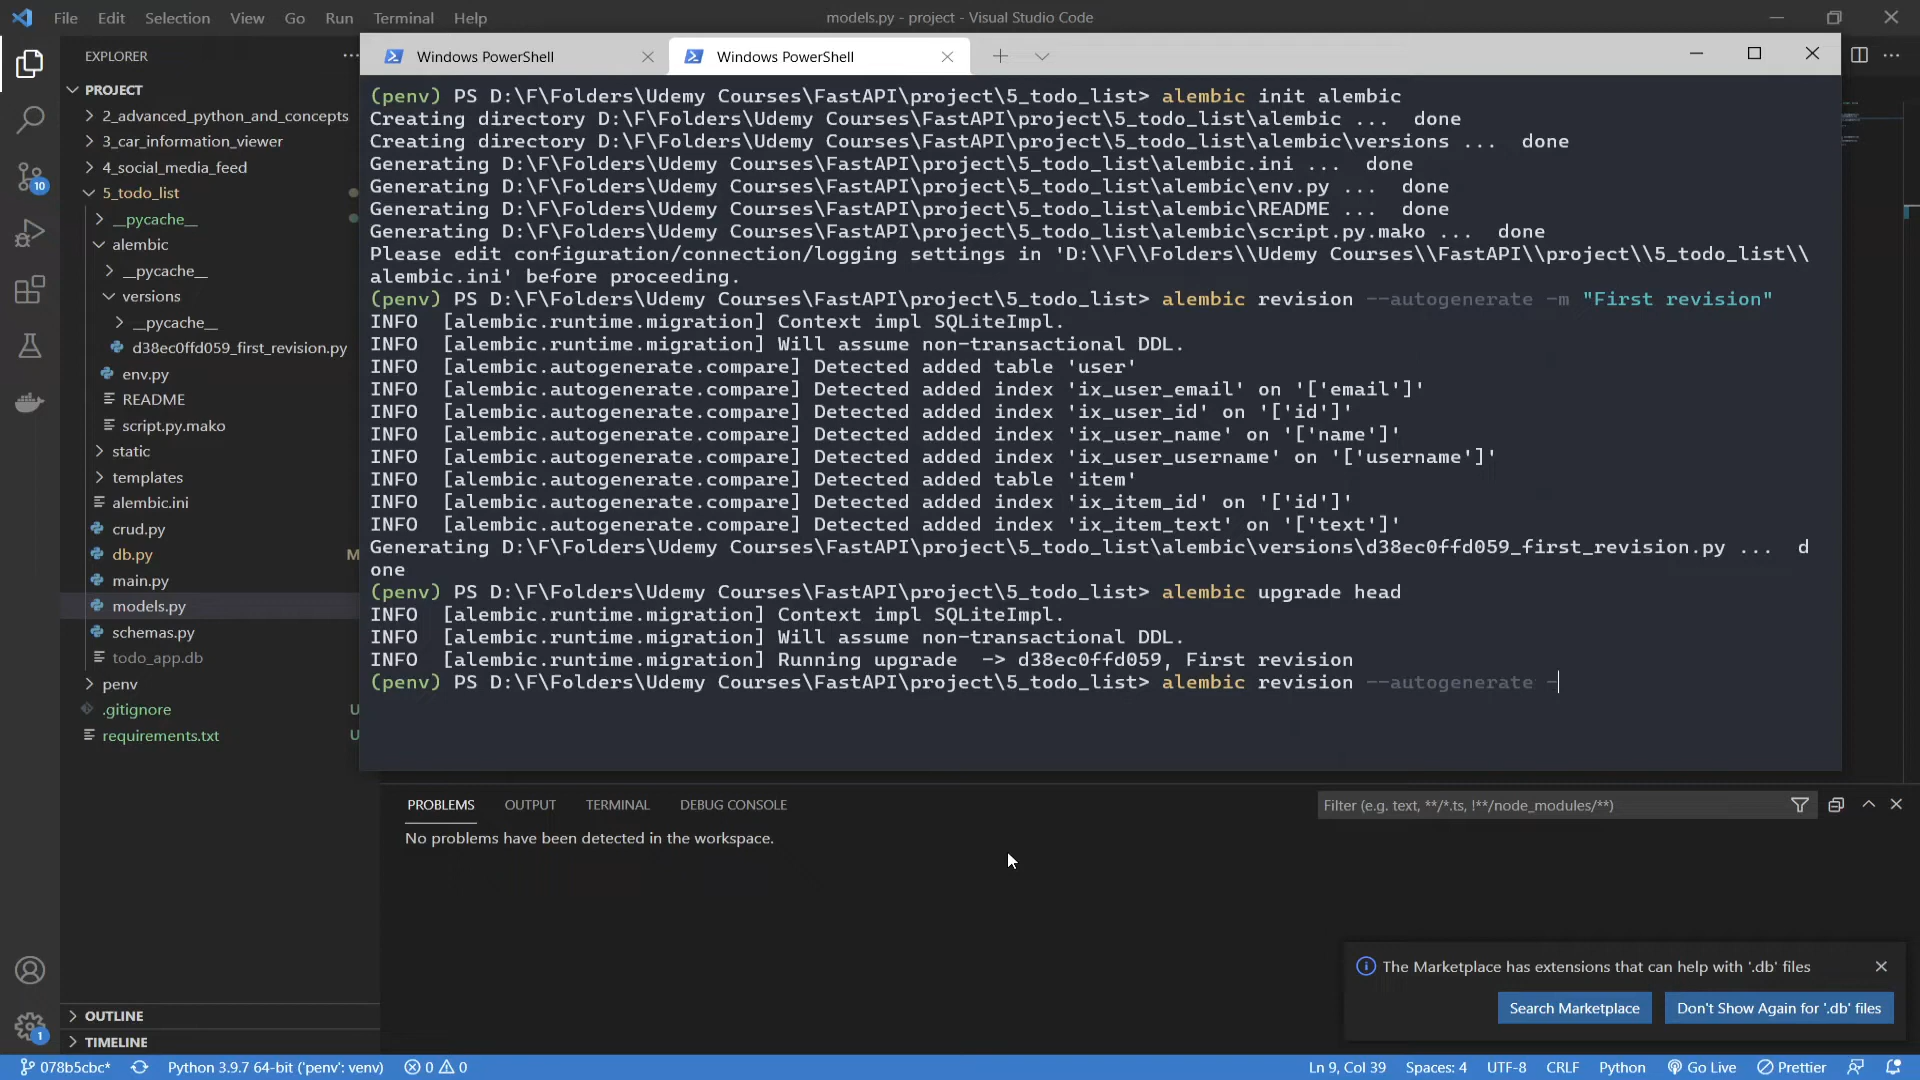 File Edit Selection View Go Run Terminal Help
models.py - project - Visual Studio Code
EXPLORER
PROJECT
2_advanced_python_and_concepts
3_car_information_viewer
4_social_media_feed
5_todo_list
__pycache__
alembic
__pycache__
versions
__pycache__
d38ec0ffd059_first_revision.py
env.py
README
script.py.mako
static
templates
alembic.ini
crud.py
db.py M
main.py
models.py
schemas.py
todo_app.db
penv
.gitignore U
requirements.txt U
OUTLINE
TIMELINE
10
1
Windows PowerShell
Windows PowerShell
(penv) PS D:\F\Folders\Udemy Courses\FastAPI\project\5_todo_list> alembic init alembic
Creating directory D:\F\Folders\Udemy Courses\FastAPI\project\5_todo_list\alembic ...  done
Creating directory D:\F\Folders\Udemy Courses\FastAPI\project\5_todo_list\alembic\versions ...  done
Generating D:\F\Folders\Udemy Courses\FastAPI\project\5_todo_list\alembic.ini ...  done
Generating D:\F\Folders\Udemy Courses\FastAPI\project\5_todo_list\alembic\env.py ...  done
Generating D:\F\Folders\Udemy Courses\FastAPI\project\5_todo_list\alembic\README ...  done
Generating D:\F\Folders\Udemy Courses\FastAPI\project\5_todo_list\alembic\script.py.mako ...  done
Please edit configuration/connection/logging settings in 'D:\\F\\Folders\\Udemy Courses\\FastAPI\\project\\5_todo_list\\
alembic.ini' before proceeding.
(penv) PS D:\F\Folders\Udemy Courses\FastAPI\project\5_todo_list> alembic revision --autogenerate -m "First revision"
INFO  [alembic.runtime.migration] Context impl SQLiteImpl.
INFO  [alembic.runtime.migration] Will assume non-transactional DDL.
INFO  [alembic.autogenerate.compare] Detected added table 'user'
INFO  [alembic.autogenerate.compare] Detected added index 'ix_user_email' on '['email']'
INFO  [alembic.autogenerate.compare] Detected added index 'ix_user_id' on '['id']'
INFO  [alembic.autogenerate.compare] Detected added index 'ix_user_name' on '['name']'
INFO  [alembic.autogenerate.compare] Detected added index 'ix_user_username' on '['username']'
INFO  [alembic.autogenerate.compare] Detected added table 'item'
INFO  [alembic.autogenerate.compare] Detected added index 'ix_item_id' on '['id']'
INFO  [alembic.autogenerate.compare] Detected added index 'ix_item_text' on '['text']'
Generating D:\F\Folders\Udemy Courses\FastAPI\project\5_todo_list\alembic\versions\d38ec0ffd059_first_revision.py ...  d
one
(penv) PS D:\F\Folders\Udemy Courses\FastAPI\project\5_todo_list> alembic upgrade head
INFO  [alembic.runtime.migration] Context impl SQLiteImpl.
INFO  [alembic.runtime.migration] Will assume non-transactional DDL.
INFO  [alembic.runtime.migration] Running upgrade  -> d38ec0ffd059, First revision
(penv) PS D:\F\Folders\Udemy Courses\FastAPI\project\5_todo_list> alembic revision --autogenerate -
PROBLEMS OUTPUT TERMINAL DEBUG CONSOLE
Filter (e.g. text, **/*.ts, !**/node_modules/**)
No problems have been detected in the workspace.
The Marketplace has extensions that can help with '.db' files
Search Marketplace
Don't Show Again for '.db' files
078b5cbc* Python 3.9.7 64-bit ('penv': venv) 0 0
Ln 9, Col 39 Spaces: 4 UTF-8 CRLF Python Go Live Prettier